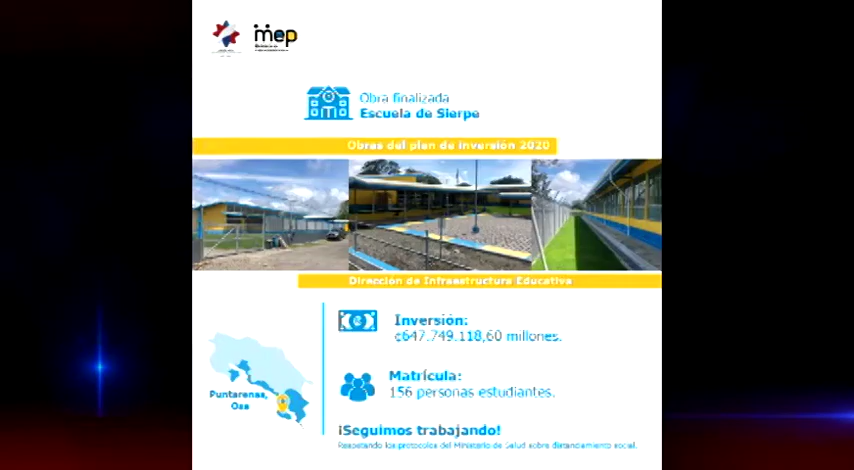 mep
Obra finalizada
Escuela de Sierpe
Obras del plan de inversión 2020
Dirección de Infraestructura Educativa
Inversión:
¢647.749.118,60 millones.
Matrícula:
156 personas estudiantes.
Puntarenas,
Osa
¡Seguimos trabajando!
Respetando los protocolos del Ministerio de Salud sobre distanciamiento social.